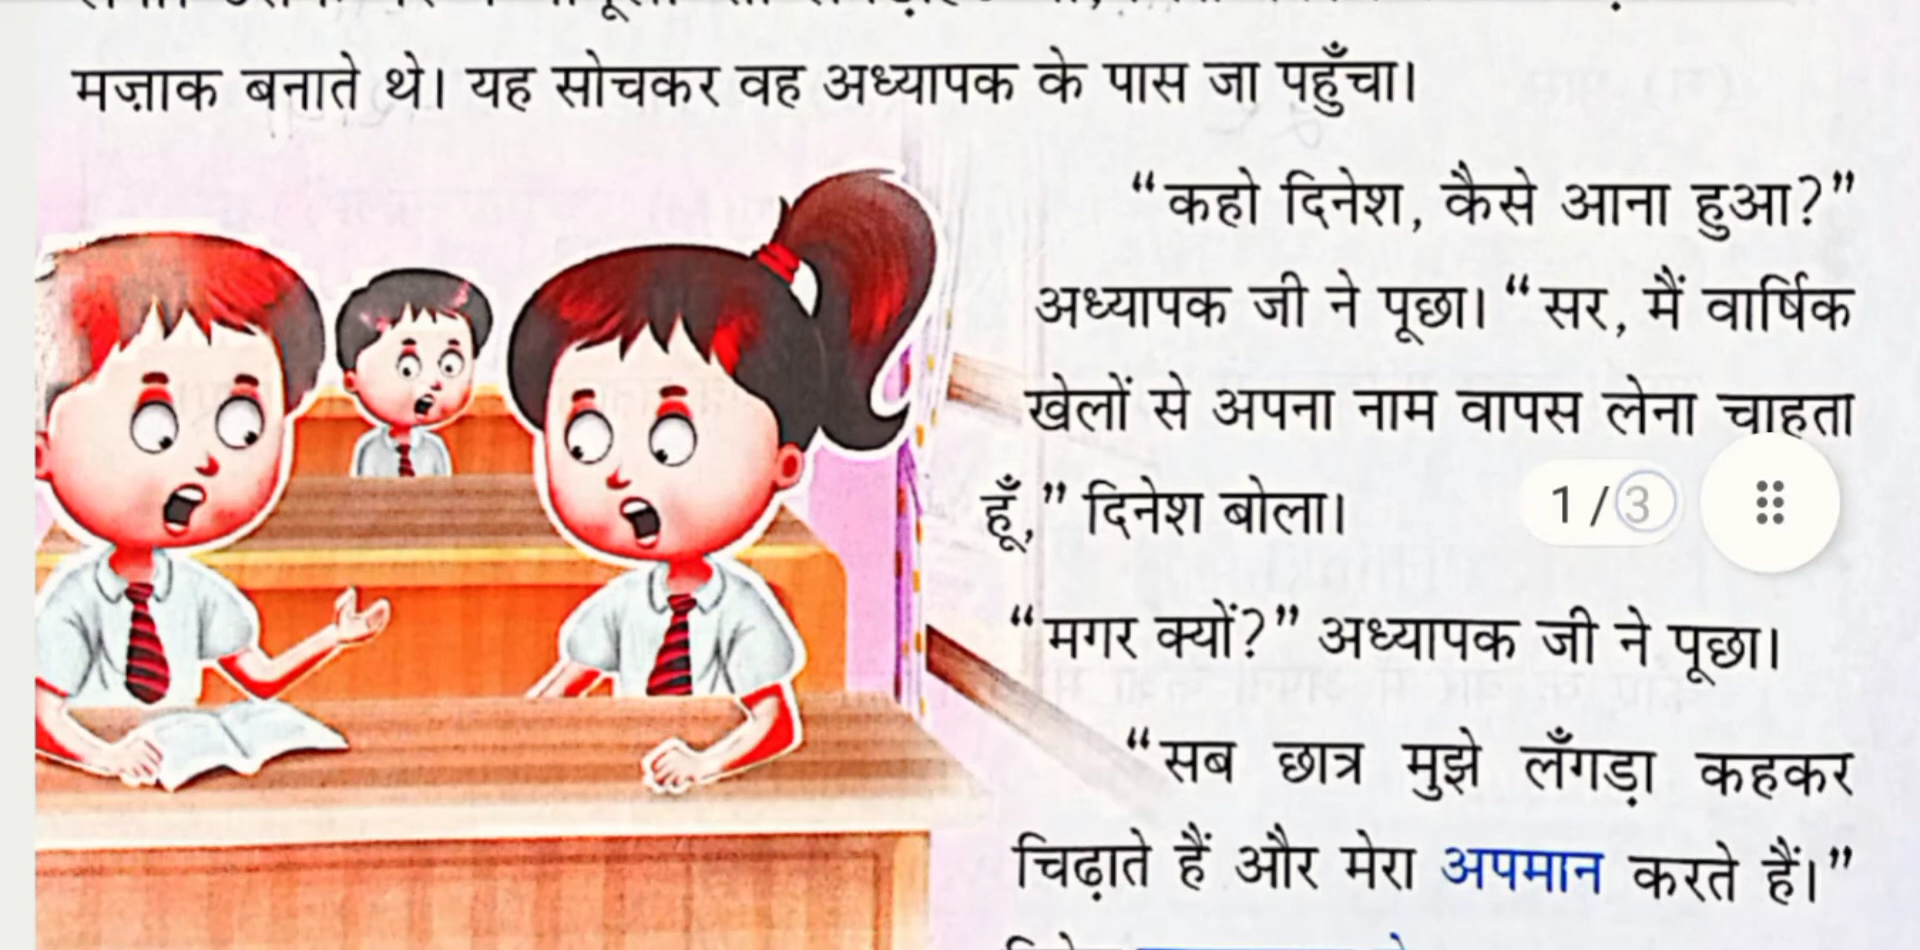 मज़ाक बनाते थे। यह सोचकर वह अध्यापक के पास जा पहुँचा।
“कहो दिनेश, कैसे आना हुआ?”
अध्यापक जी ने पूछा। “सर, मैं वार्षिक
खेलों से अपना नाम वापस लेना चाहता
हूँ,” दिनेश बोला।
1 / 3
“मगर क्यों?” अध्यापक जी ने पूछा।
“सब छात्र मुझे लँगड़ा कहकर
चिढ़ाते हैं और मेरा अपमान करते हैं।”